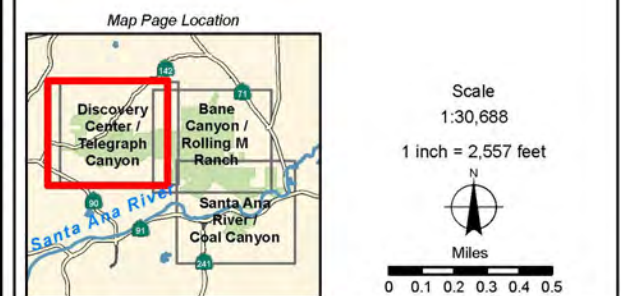 Map Page Location
142
71
Discovery
Center /
Telegraph
Canyon
Bane
Canyon /
Rolling M
Ranch
90
91
241
Santa Ana River
Santa Ana
River /
Coal Canyon
Scale
1:30,688
1 inch = 2,557 feet
N
Miles
0 0.1 0.2 0.3 0.4 0.5